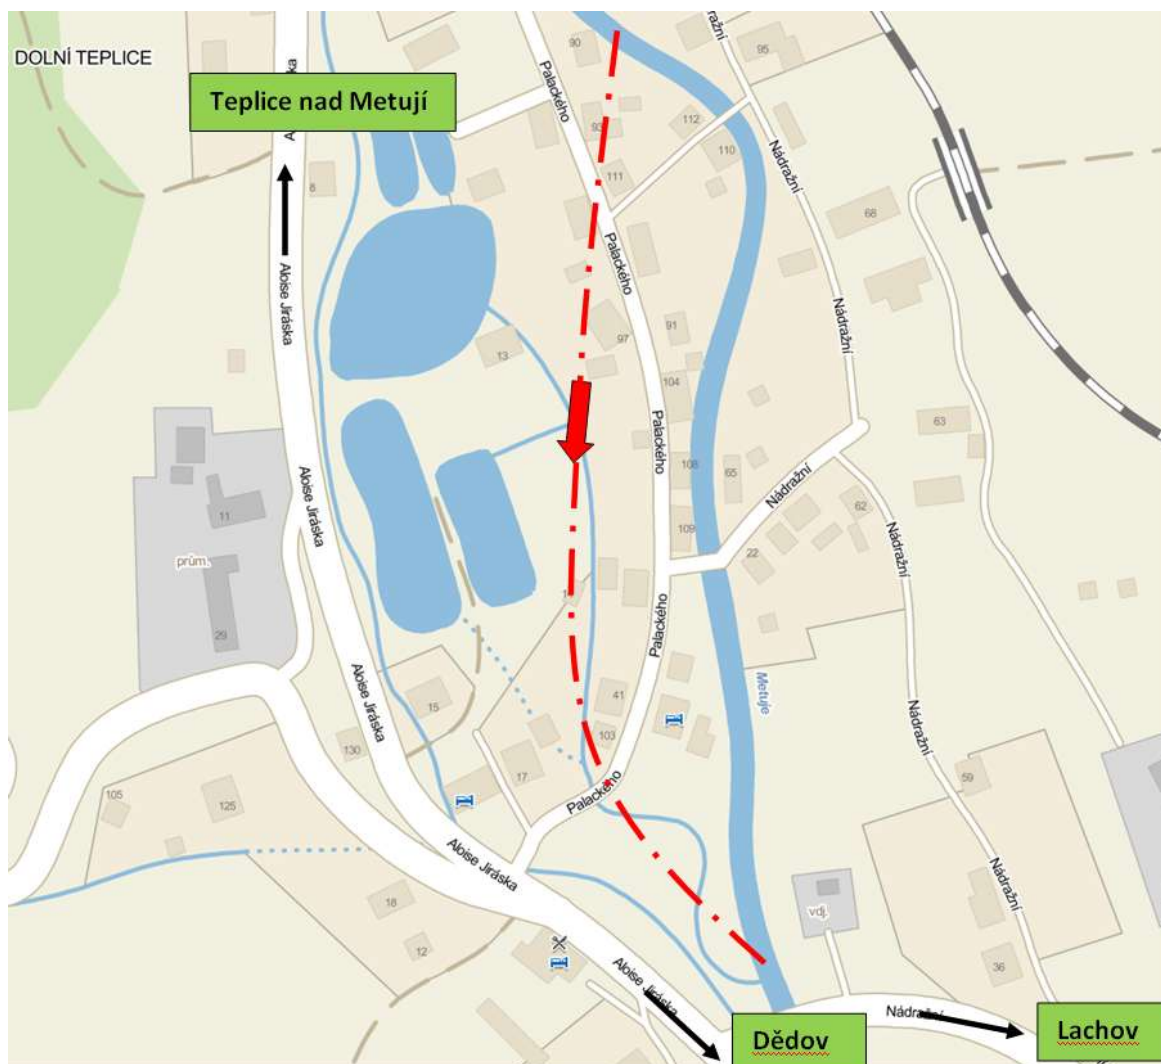 DOLNÍ TEPLICE
Teplice nad Metují
90
95
Palackého
Nádražní
93
112
110
111
8
68
Aloise Jiráska
Palackého
Nádražní
91
97
13
104
Palackého
63
108
65
Nádražní
62
11
Aloise Jiráska
109
22
prům.
Nádražní
29
Palackého
Aloise Jiráska
15
41
Metuje
103
130
17
Nádražní
59
105
125
Palackého
Aloise Jiráska
18
vdj.
Nádražní
12
36
Aloise Jiráska
Nádražní
Dědov
Lachov